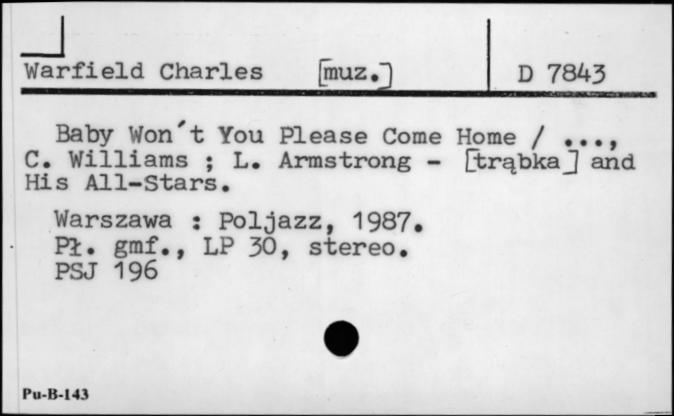 Warfield Charles [muz.] D 7843
Baby Won't You Please Come Home / ...,
C. Williams ; L. Armstrong - [trąbka] and
His All-Stars.
Warszawa : Poljazz, 1987.
Pł. gmf., LP 30, stereo.
PSJ 196
Pu-B-143